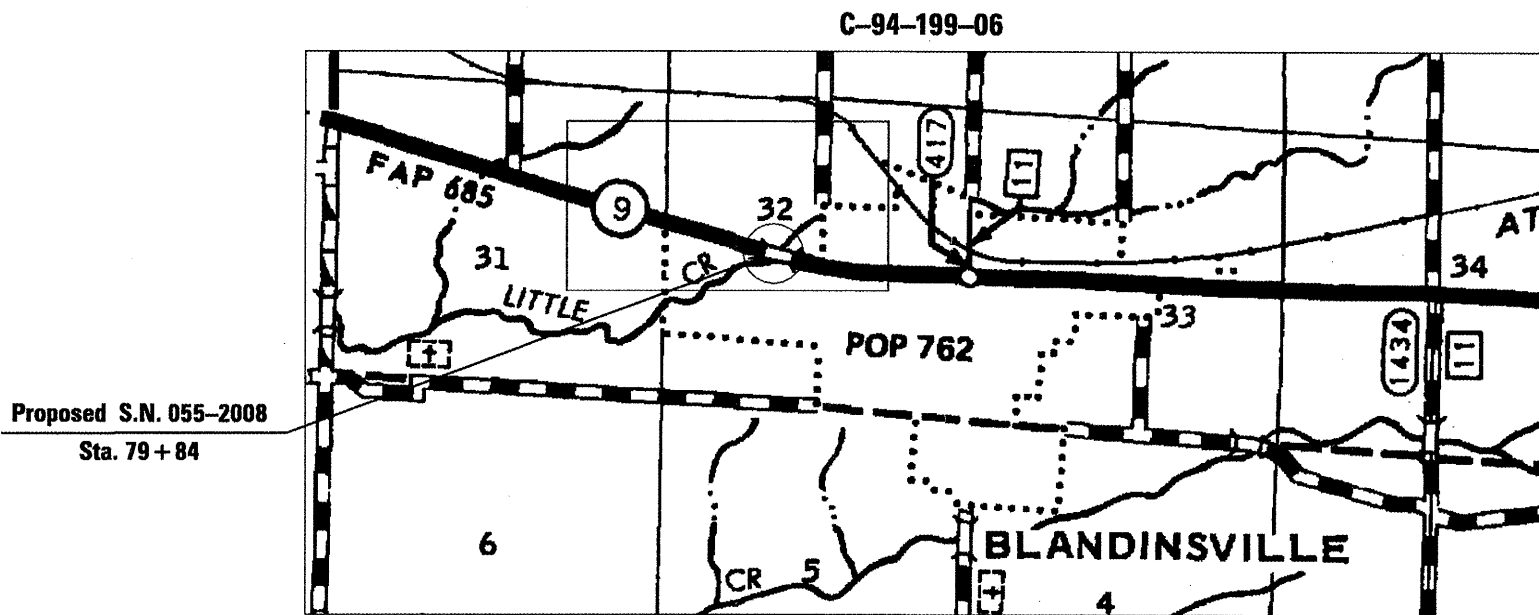 C–94–199–06
FAP 685
9
32
417
11
31
CR
LITTLE
AT
34
33
POP 762
1434
11
Proposed S.N. 055–2008
Sta. 79+84
6
CR
5
BLANDINSVILLE
4